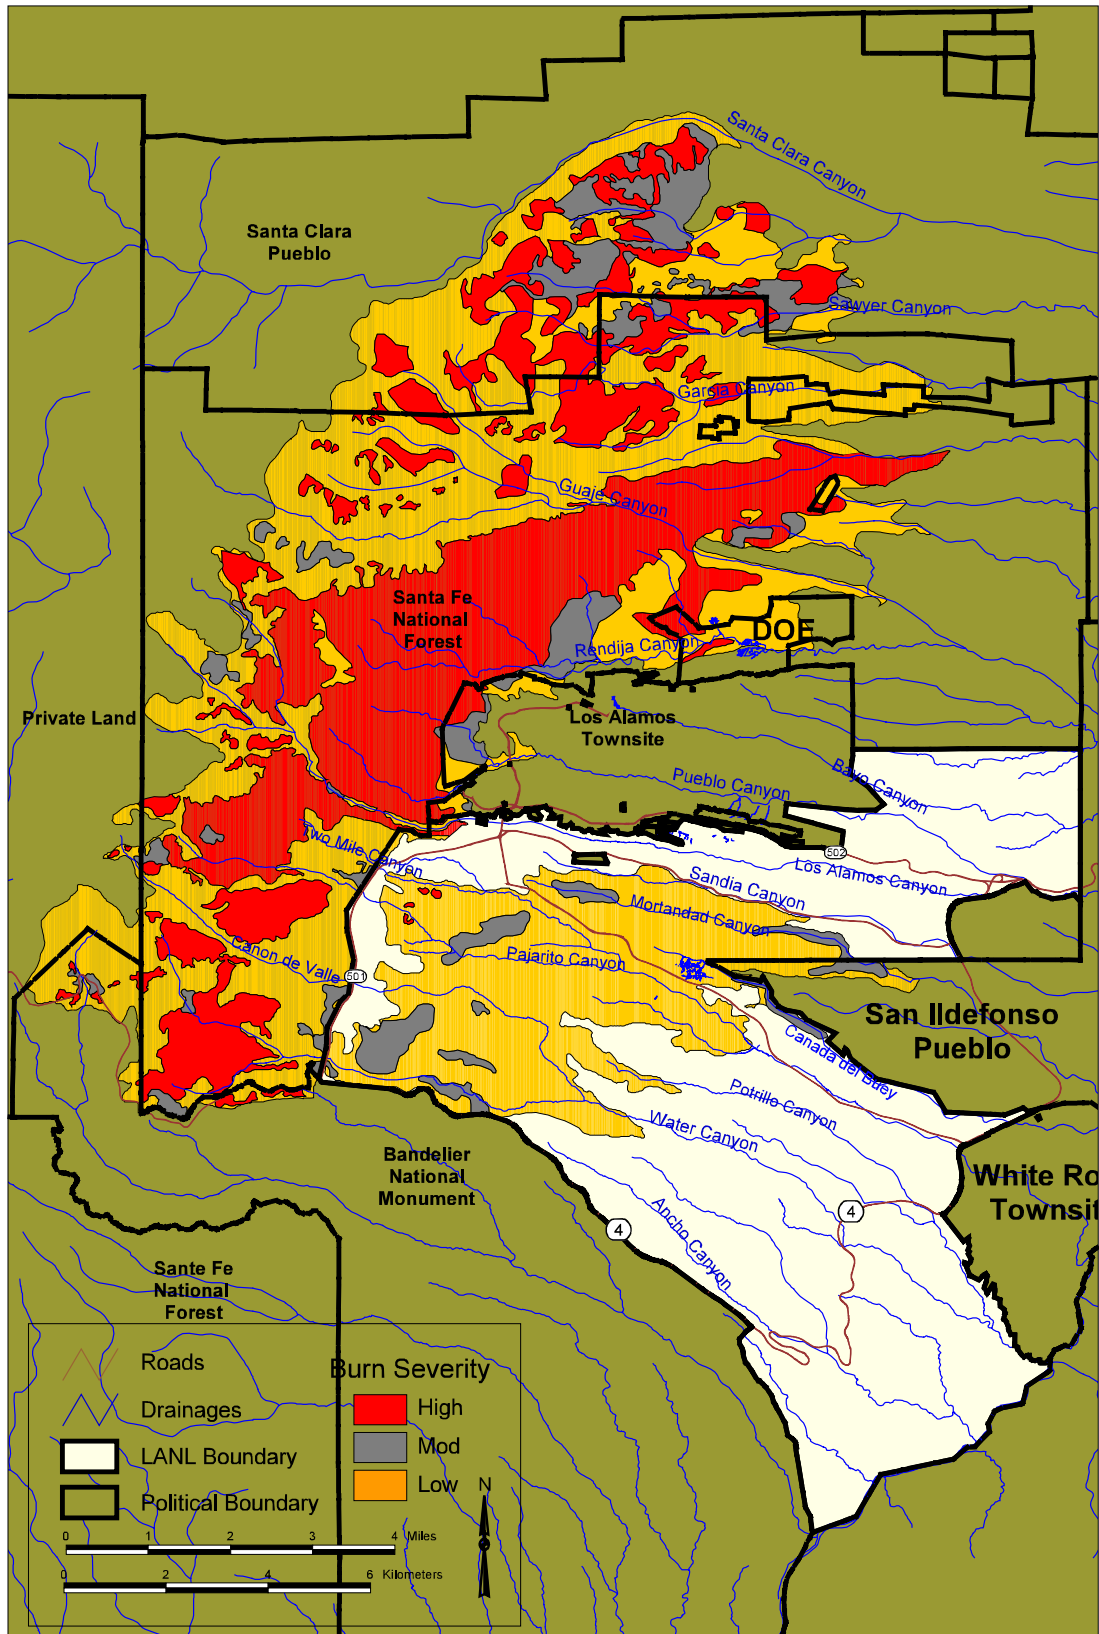 Santa Clara Canyon
Santa Clara
Pueblo
Sawyer Canyon
Garcia Canyon
Guaje Canyon
Santa Fe
National
Forest
DOE
Rendija Canyon
Private Land
Los Alamos
Townsite
Pueblo Canyon
Bayo Canyon
Two Mile Canyon
502
Los Alamos Canyon
Sandia Canyon
Mortandad Canyon
Canon de Valle
Pajarito Canyon
501
San Ildefonso
Pueblo
Canada del Buey
Potrillo Canyon
Water Canyon
Bandelier
National
Monument
White Ro
Townsit
Ancho Canyon
4
4
Sante Fe
National
Forest
Roads
Drainages
LANL Boundary
Political Boundary
Burn Severity
High
Mod
Low
N
0 1 2 3 4 Miles
0 2 4 6 Kilometers